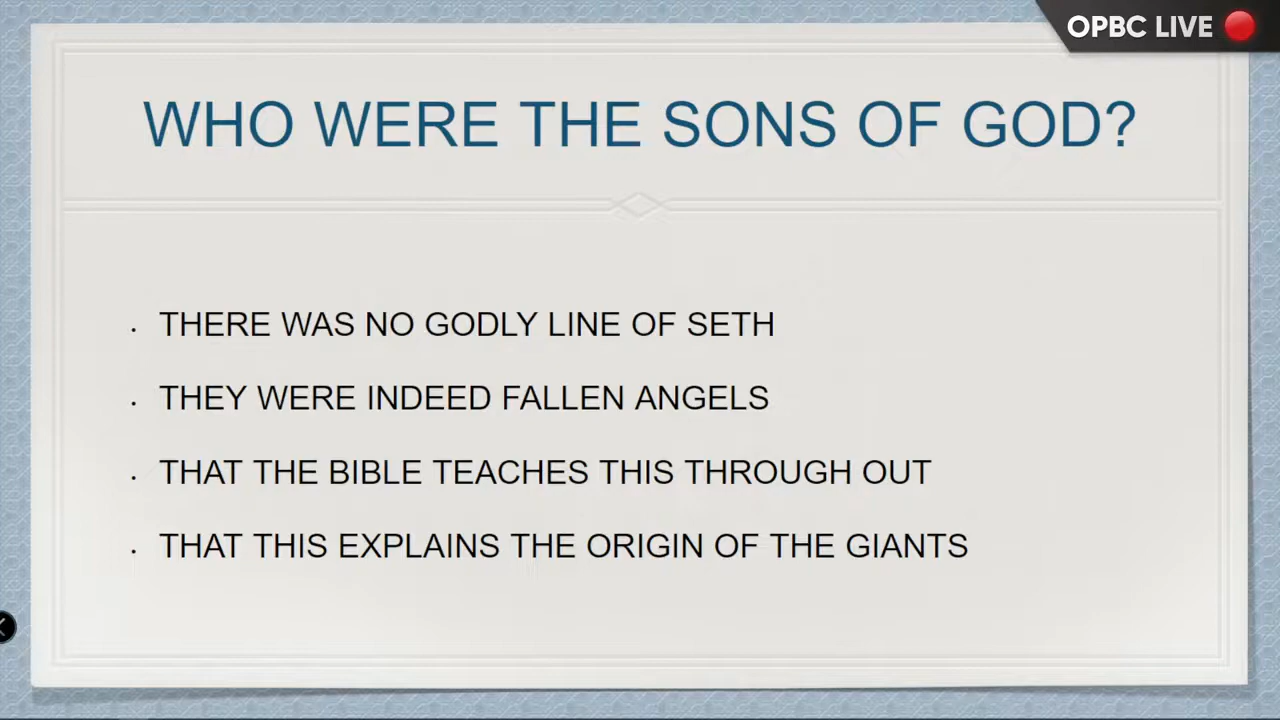 OPBC LIVE
WHO WERE THE SONS OF GOD?
. THERE WAS NO GODLY LINE OF SETH
. THEY WERE INDEED FALLEN ANGELS
. THAT THE BIBLE TEACHES THIS THROUGH OUT
. THAT THIS EXPLAINS THE ORIGIN OF THE GIANTS